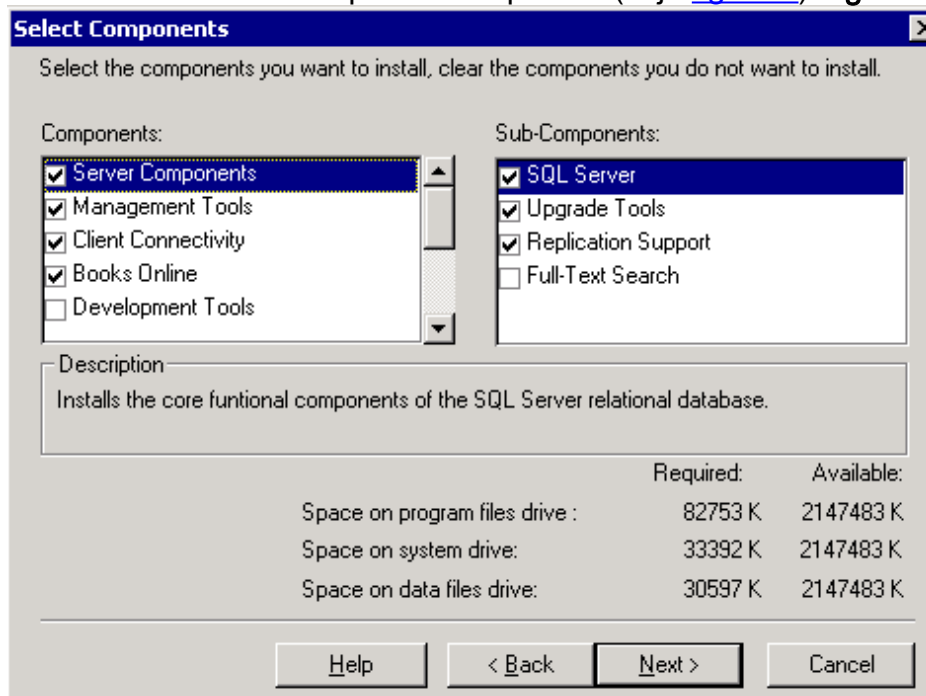 Select Components
Select the components you want to install, clear the components you do not want to install.
Components:
Sub-Components:
Server Components
Management Tools
Client Connectivity
Books Online
Development Tools
SQL Server
Upgrade Tools
Replication Support
Full-Text Search
Description
Installs the core funtional components of the SQL Server relational database.
Required: Available:
Space on program files drive : 82753 K 2147483 K
Space on system drive: 33392 K 2147483 K
Space on data files drive: 30597 K 2147483 K
Help < Back Next > Cancel